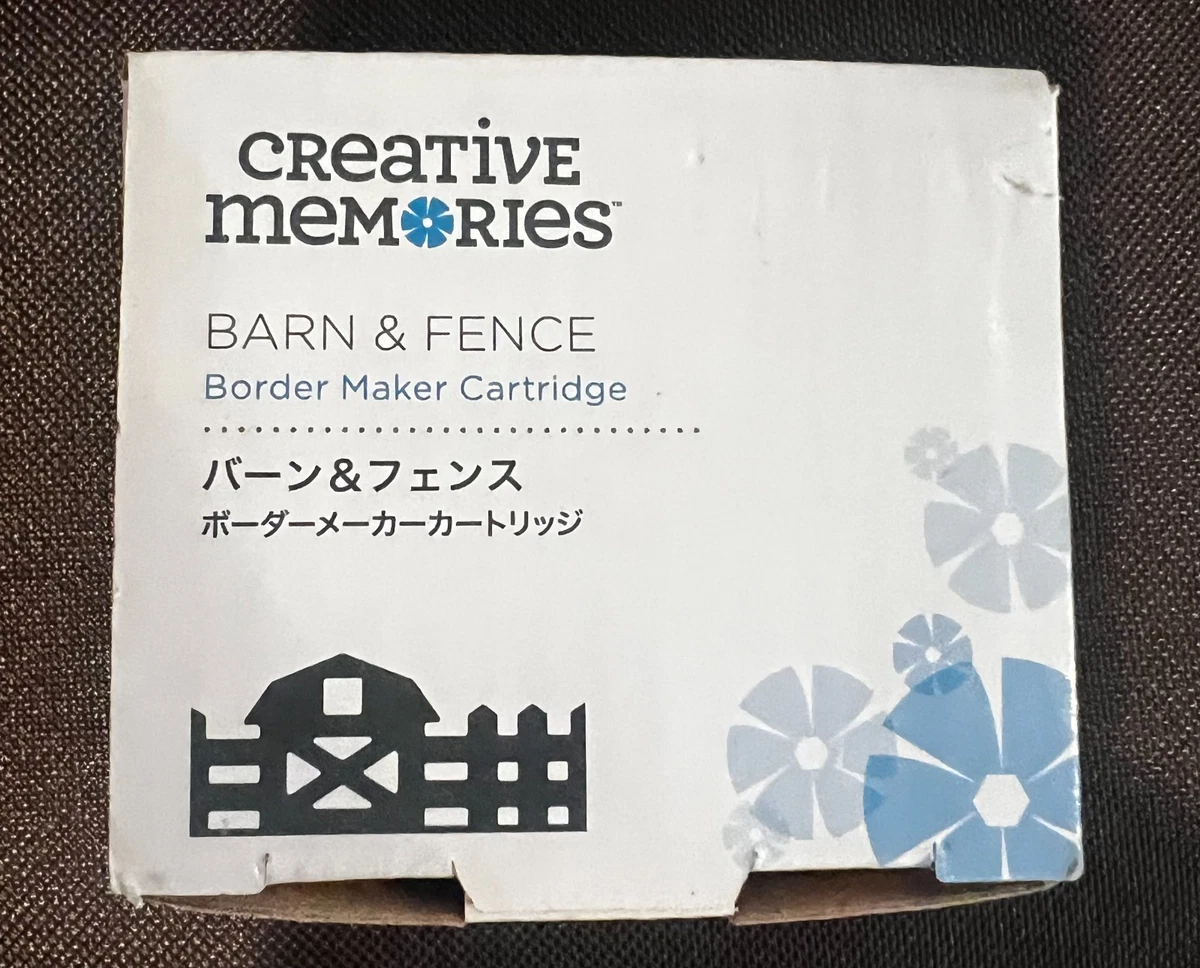 CReaTiVE
meMORIes™
BARN & FENCE
Border Maker Cartridge
バーン&フェンス
ボーダーメーカーカートリッジ